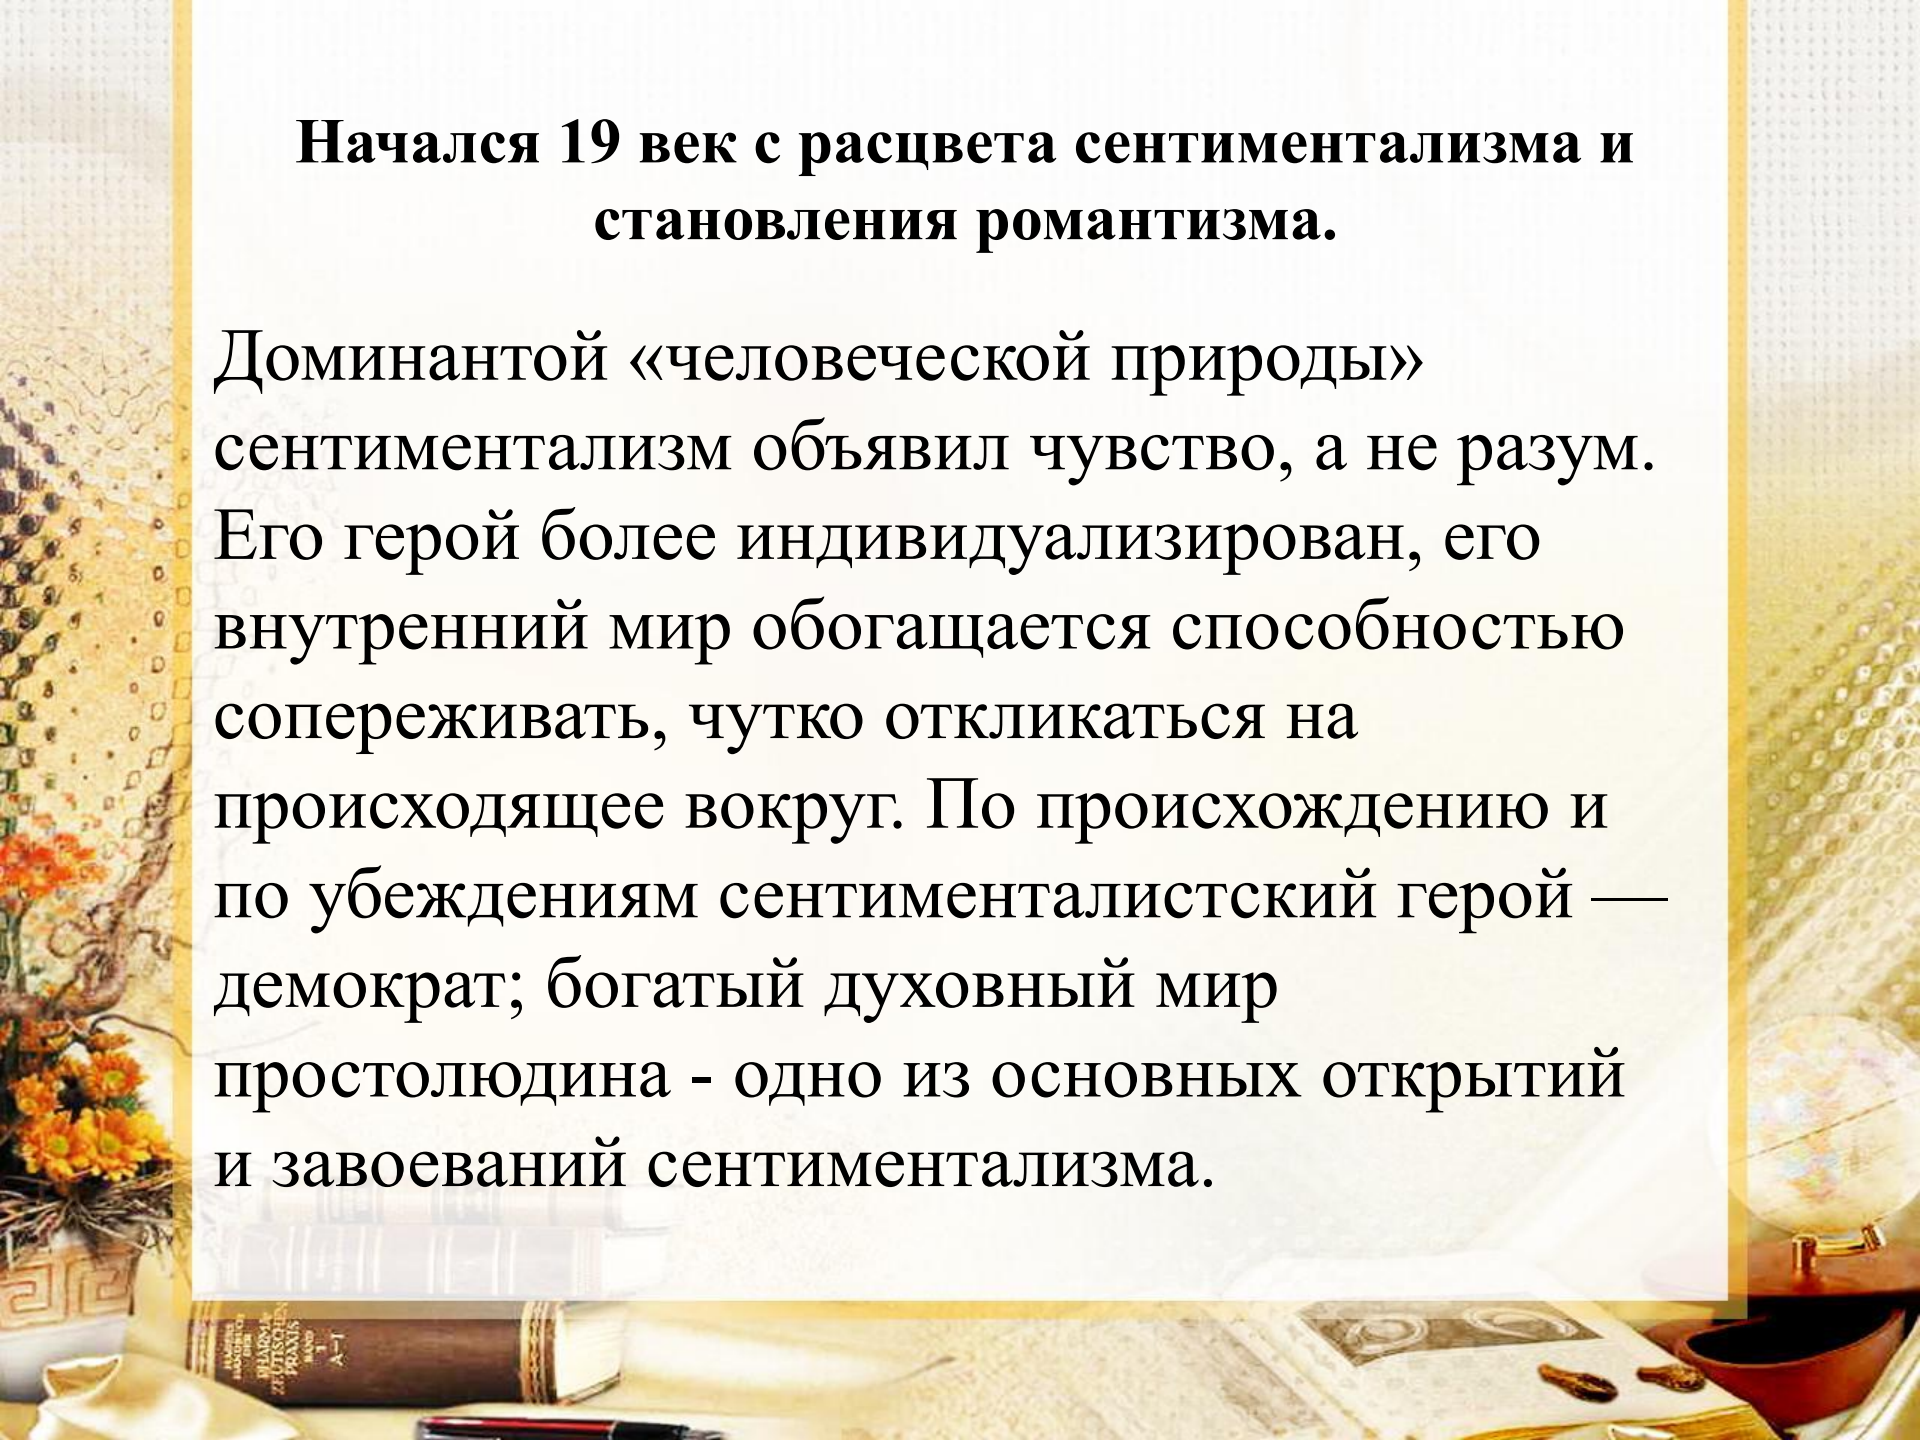 Начался 19 век с расцвета сентиментализма и
становления романтизма.
Доминантой «человеческой природы»
сентиментализм объявил чувство, а не разум.
Его герой более индивидуализирован, его
внутренний мир обогащается способностью
сопереживать, чутко откликаться на
происходящее вокруг. По происхождению и
по убеждениям сентименталистский герой —
демократ; богатый духовный мир
простолюдина - одно из основных открытий
и завоеваний сентиментализма.
PRAXIS
BAND
I
A–I